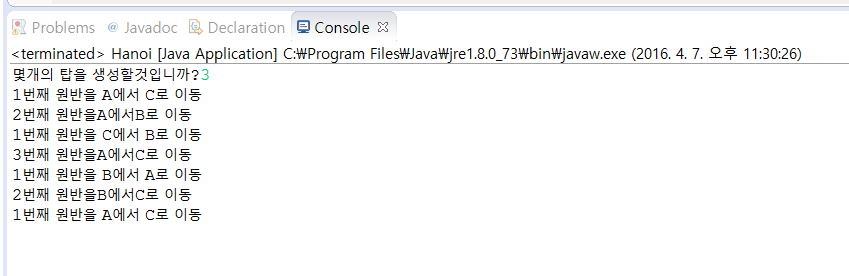 Problems @ Javadoc Declaration Console
<terminated> Hanoi [Java Application] C:₩Program Files₩Java₩jre1.8.0_73₩bin₩javaw.exe (2016. 4. 7. 오후 11:30:26)
몇개의 탑을 생성할것입니까?3
1번째 원반을 A에서 C로 이동
2번째 원반을A에서B로 이동
1번째 원반을 C에서 B로 이동
3번째 원반을A에서C로 이동
1번째 원반을 B에서 A로 이동
2번째 원반을B에서C로 이동
1번째 원반을 A에서 C로 이동